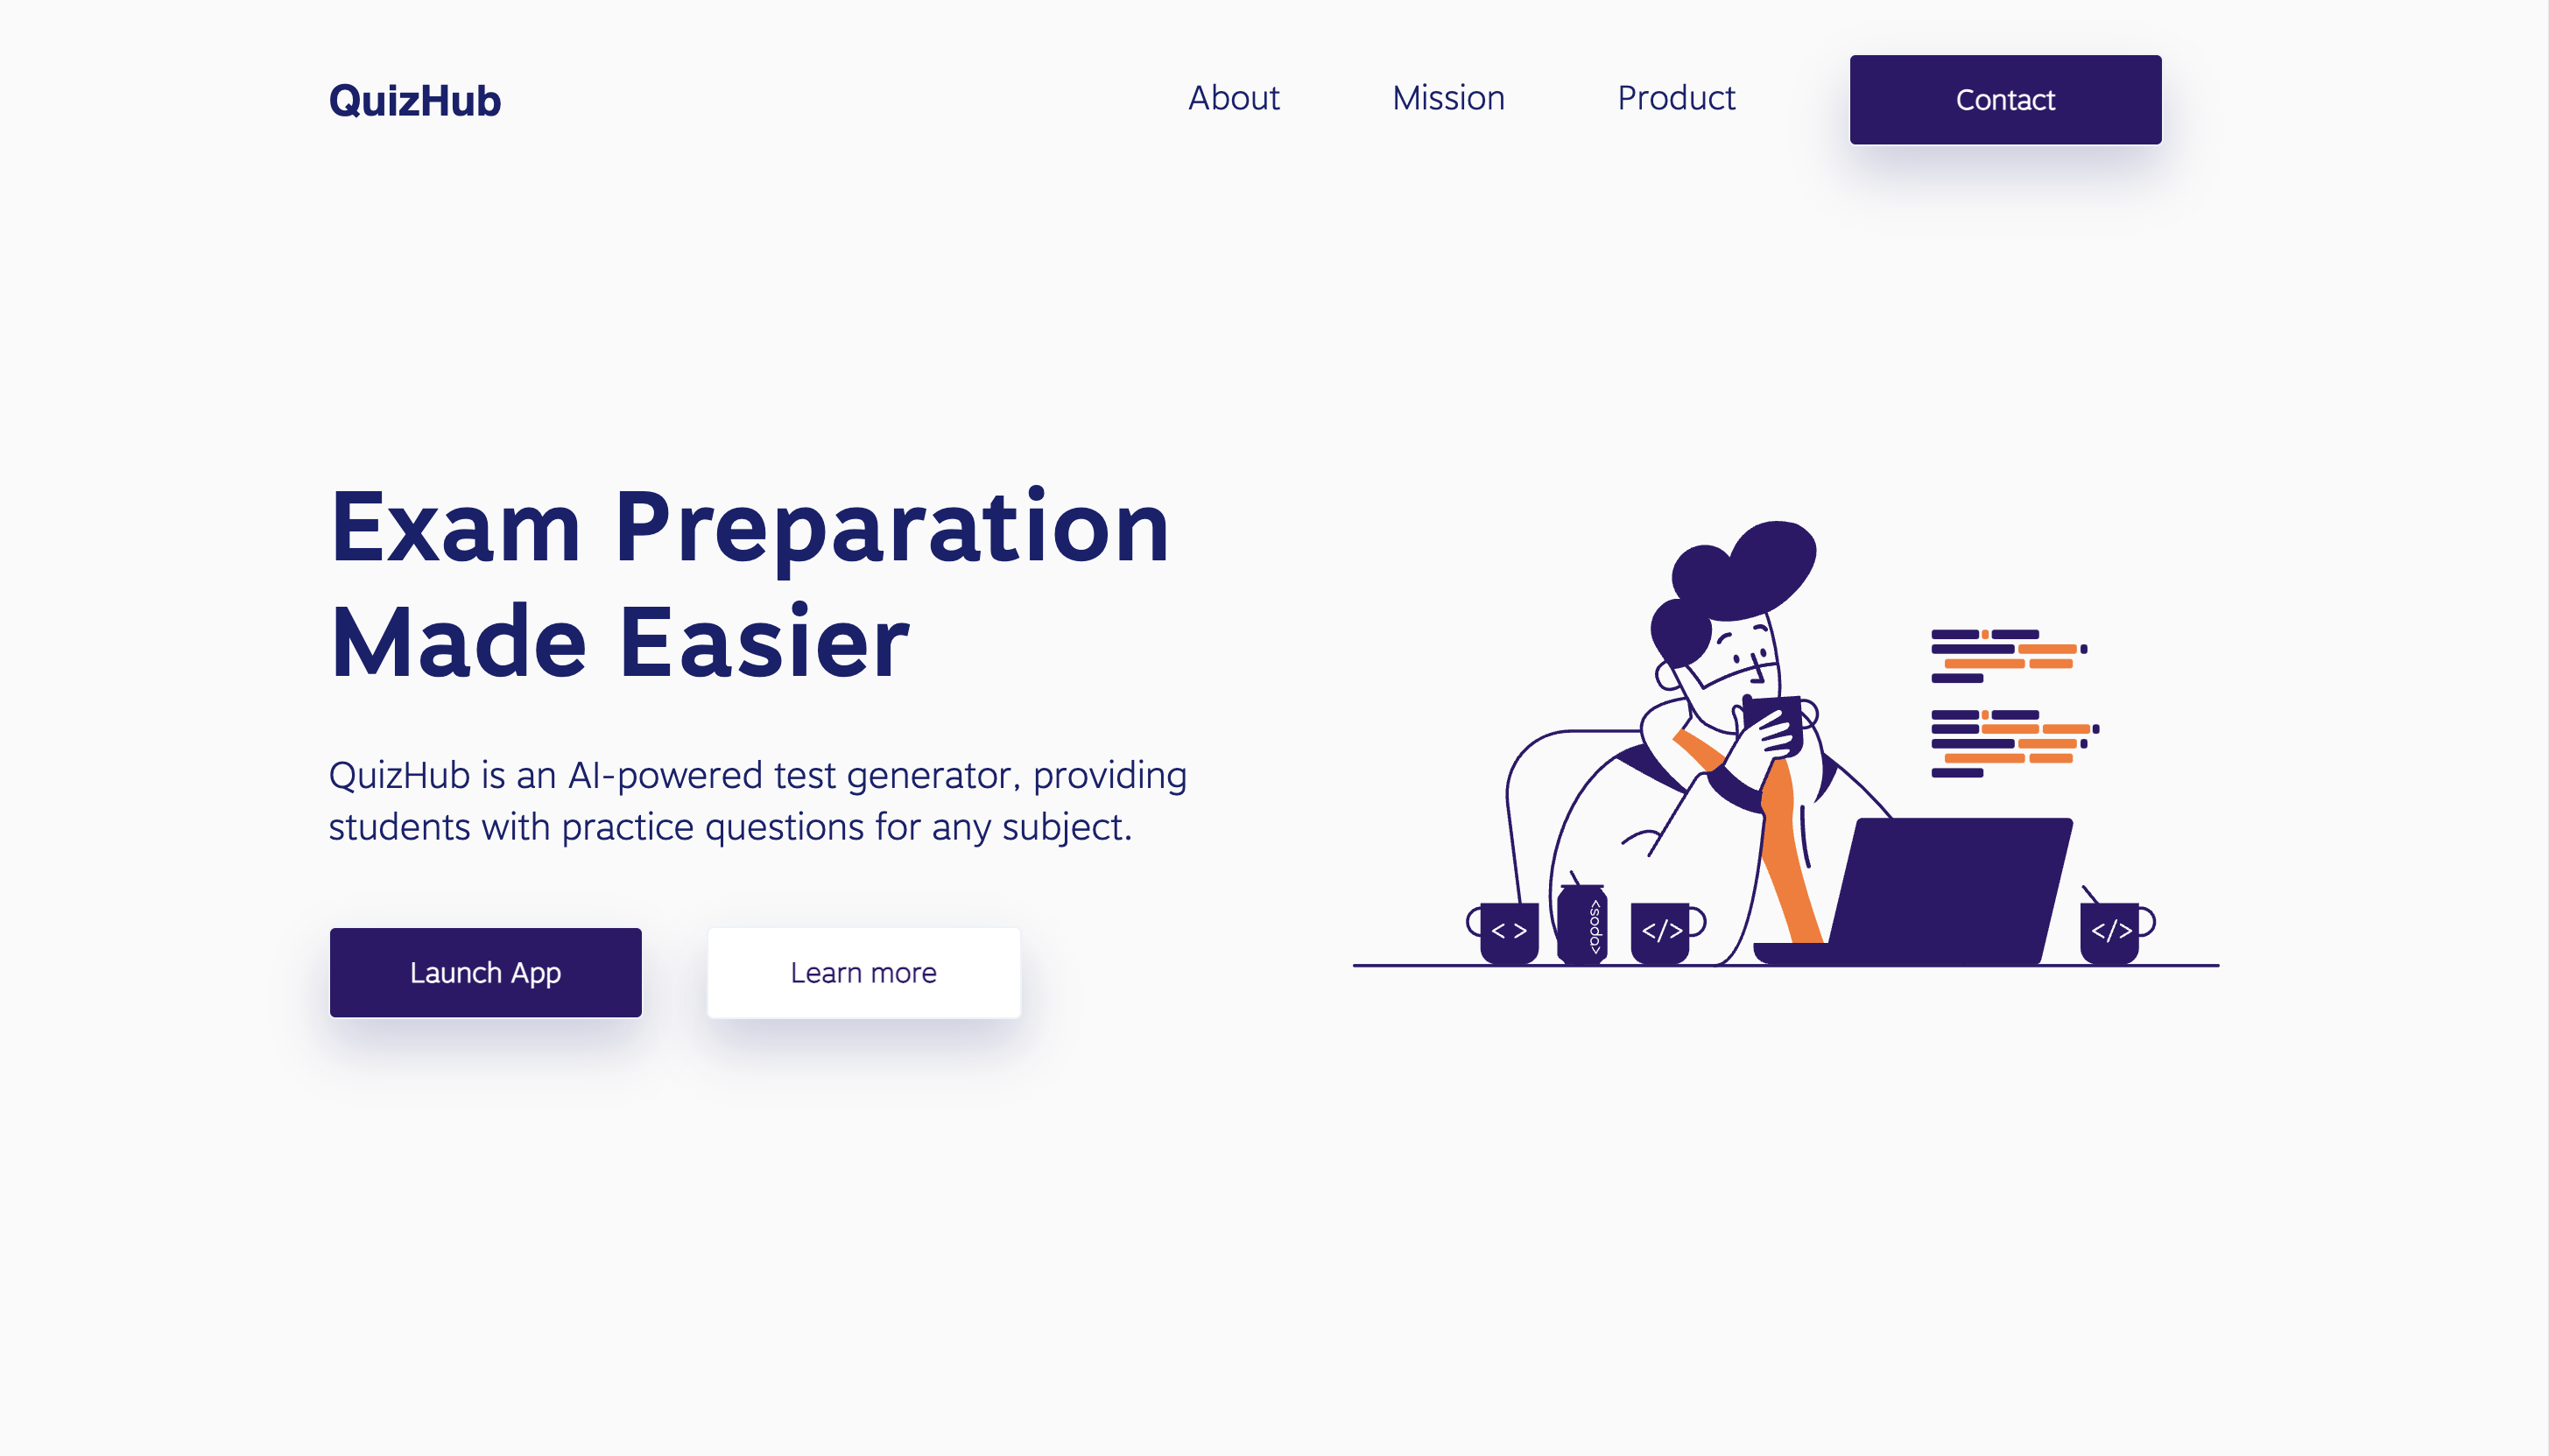 QuizHub
About
Mission
Product
Contact
Exam Preparation
Made Easier
QuizHub is an AI-powered test generator, providing
students with practice questions for any subject.
Launch App
Learn more
< >
<soda>
</>
</>